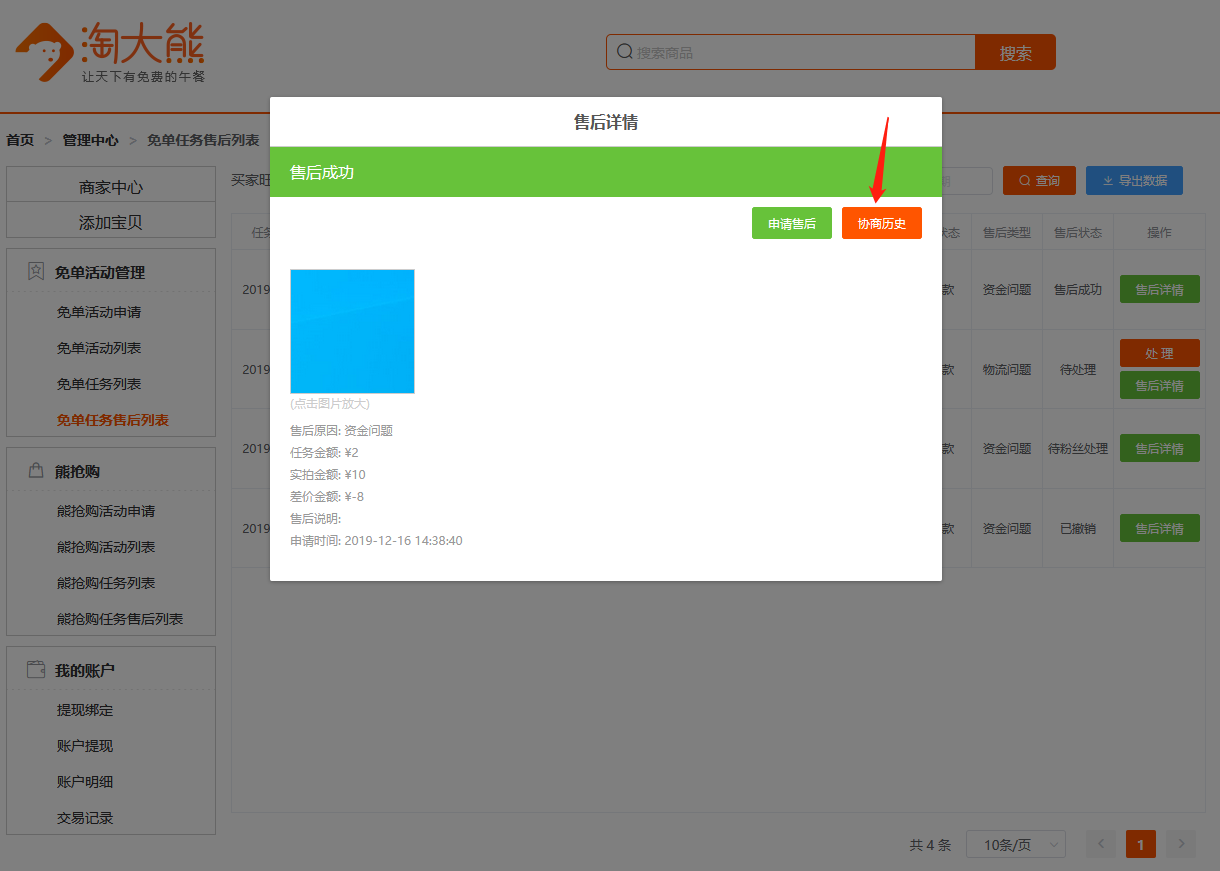 淘大熊
让天下有免费的午餐
搜索商品
搜索
首页 > 管理中心 > 免单任务售后列表
商家中心
添加宝贝
免单活动管理
免单活动申请
免单活动列表
免单任务列表
免单任务售后列表
熊抢购
熊抢购活动申请
熊抢购活动列表
熊抢购任务列表
熊抢购任务售后列表
我的账户
提现绑定
账户提现
账户明细
交易记录
买家旺
查询
导出数据
售后类型 售后状态 操作
2019 款 资金问题 售后成功 售后详情
处 理
2019 款 物流问题 待处理
售后详情
2019 款 资金问题 待粉丝处理 售后详情
2019 款 资金问题 已撤销 售后详情
售后详情
售后成功
申请售后 协商历史
(点击图片放大)
售后原因: 资金问题
任务金额: ¥2
实拍金额: ¥10
差价金额: ¥-8
售后说明:
申请时间: 2019-12-16 14:38:40
共 4 条 10条/页 < 1 >